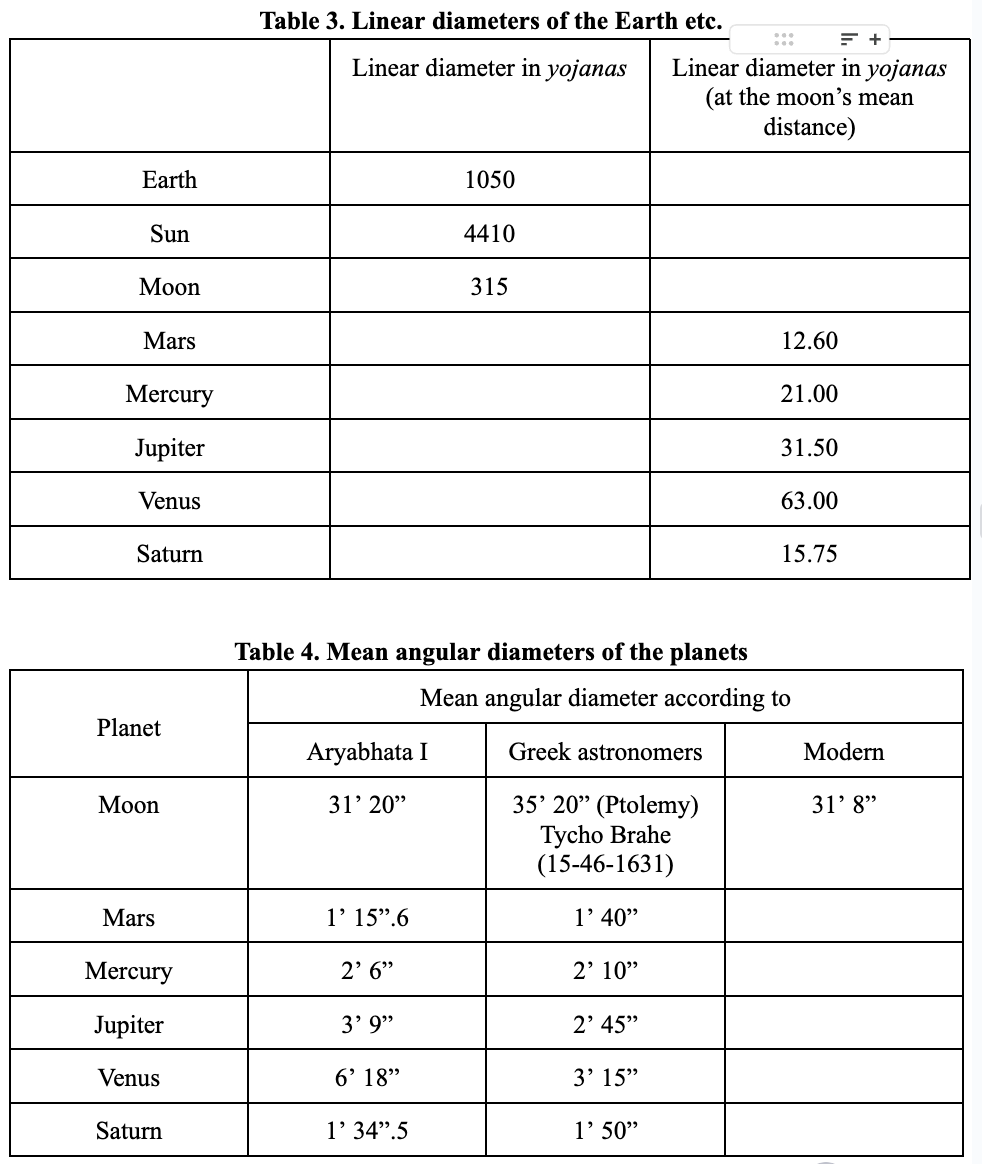 Table 3. Linear diameters of the Earth etc.
Linear diameter in yojanas
Linear diameter in yojanas
(at the moon’s mean
distance)
Earth 1050
Sun 4410
Moon 315
Mars 12.60
Mercury 21.00
Jupiter 31.50
Venus 63.00
Saturn 15.75
Table 4. Mean angular diameters of the planets
Planet
Mean angular diameter according to
Aryabhata I Greek astronomers Modern
Moon 31’ 20” 35’ 20” (Ptolemy) 31’ 8”
Tycho Brahe
(15-46-1631)
Mars 1’ 15”.6 1’ 40”
Mercury 2’ 6” 2’ 10”
Jupiter 3’ 9” 2’ 45”
Venus 6’ 18” 3’ 15”
Saturn 1’ 34”.5 1’ 50”